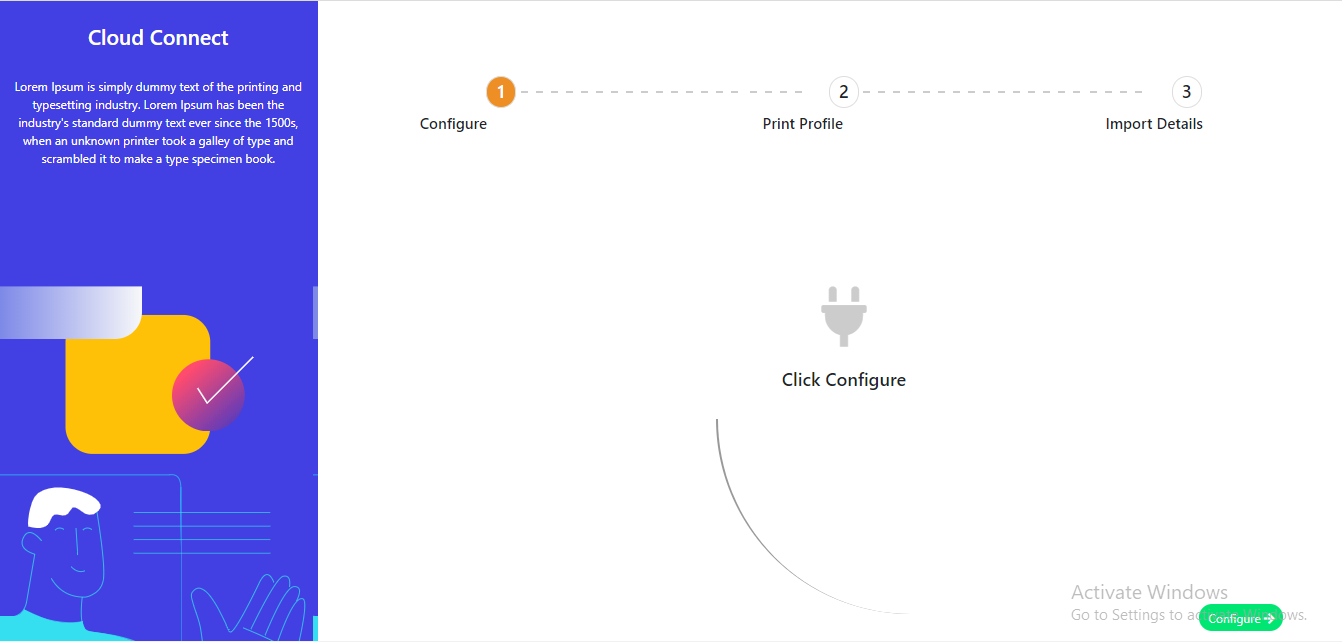 Cloud Connect
Lorem Ipsum is simply dummy text of the printing and
typesetting industry. Lorem Ipsum has been the
industry's standard dummy text ever since the 1500s,
when an unknown printer took a galley of type and
scrambled it to make a type specimen book.
1
2
3
Configure
Print Profile
Import Details
Click Configure
Activate Windows
Go to Settings to activate Windows.
Configure →